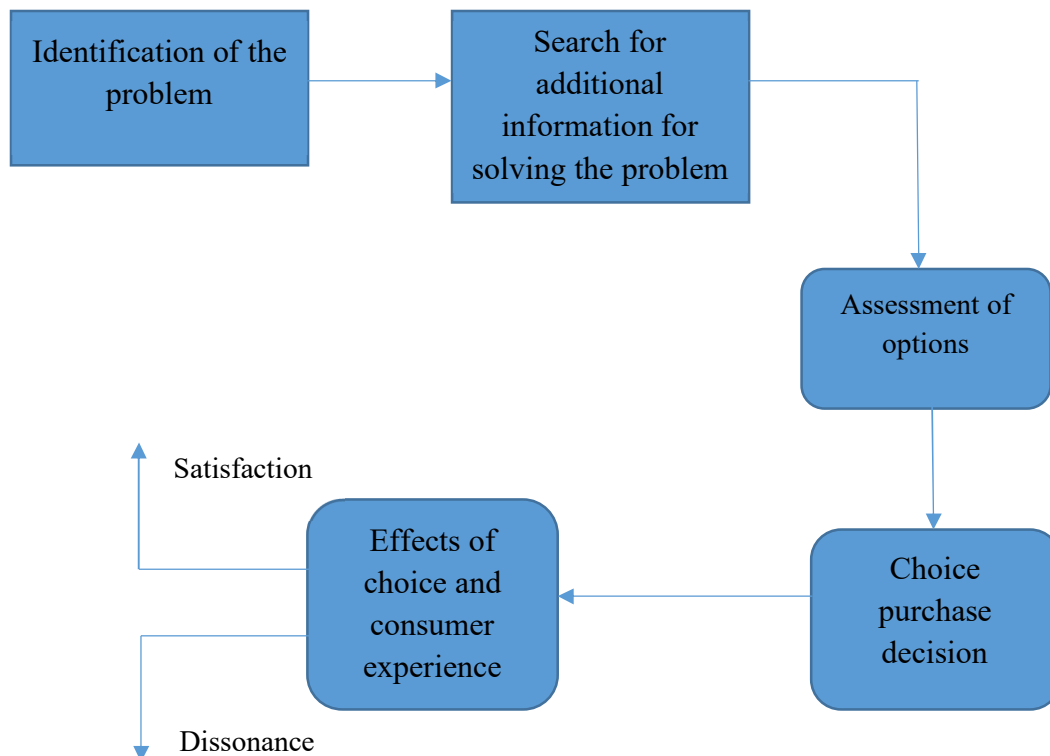 Identification of the
problem
Search for
additional
information for
solving the problem
Assessment of
options
Choice
purchase
decision
Effects of
choice and
consumer
experience
Satisfaction
Dissonance